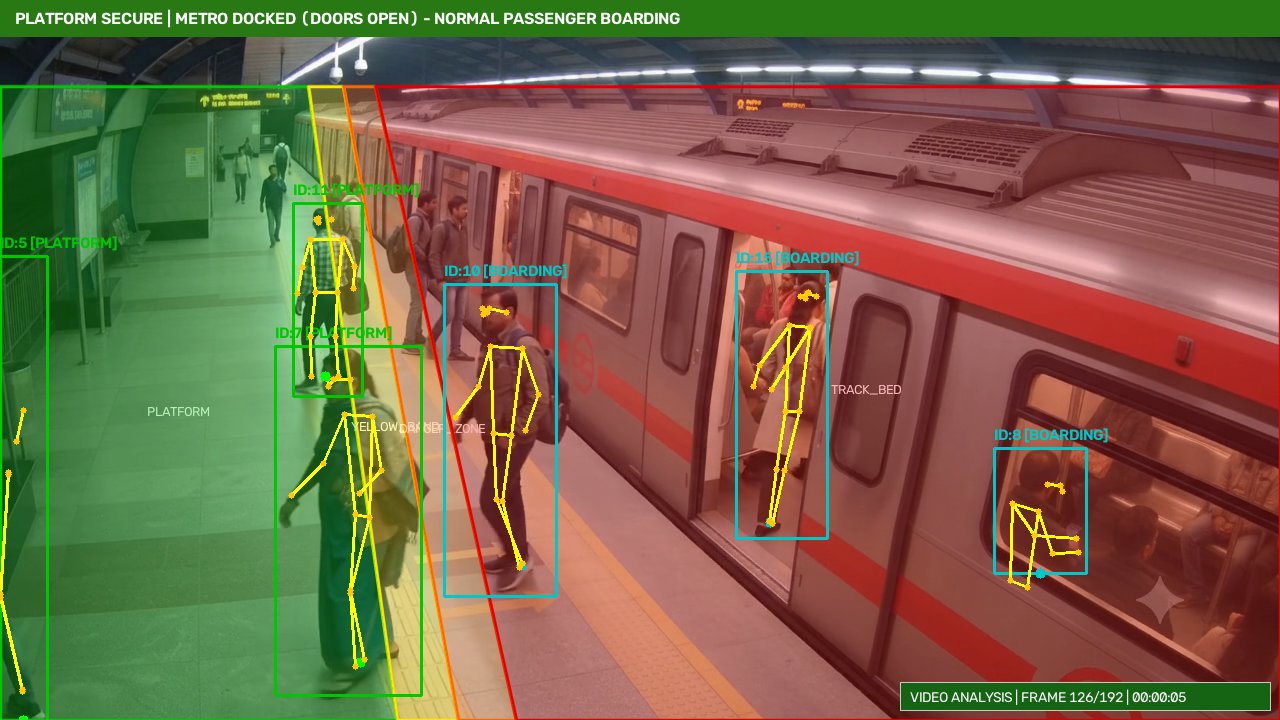 PLATFORM SECURE | METRO DOCKED (DOORS OPEN) - NORMAL PASSENGER BOARDING
ID:11 [PLATFORM]
ID:5 [PLATFORM]
ID:10 [BOARDING]
ID:16 [BOARDING]
ID:7 [PLATFORM]
TRACK_BED
PLATFORM
YELLOW_BAND
ZONE
ID:8 [BOARDING]
VIDEO ANALYSIS | FRAME 126/192 | 00:00:05